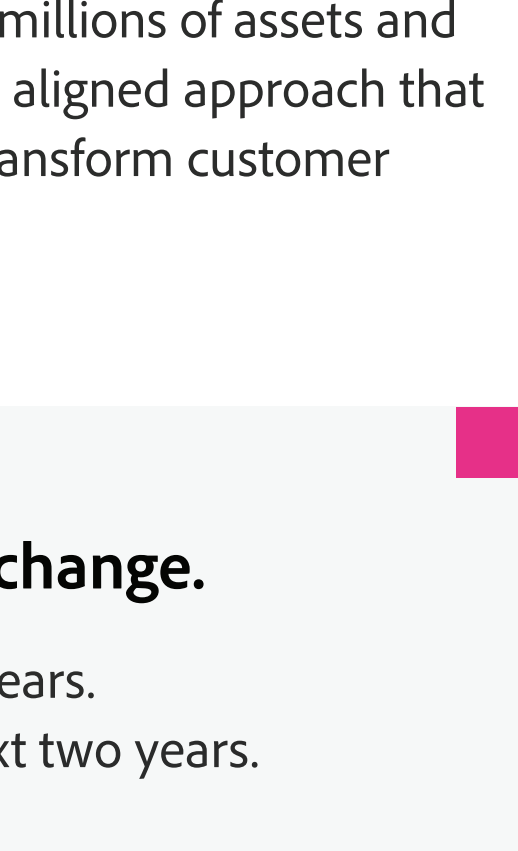 millions of assets and
aligned approach that
ansform customer
change.
ears.
xt two years.